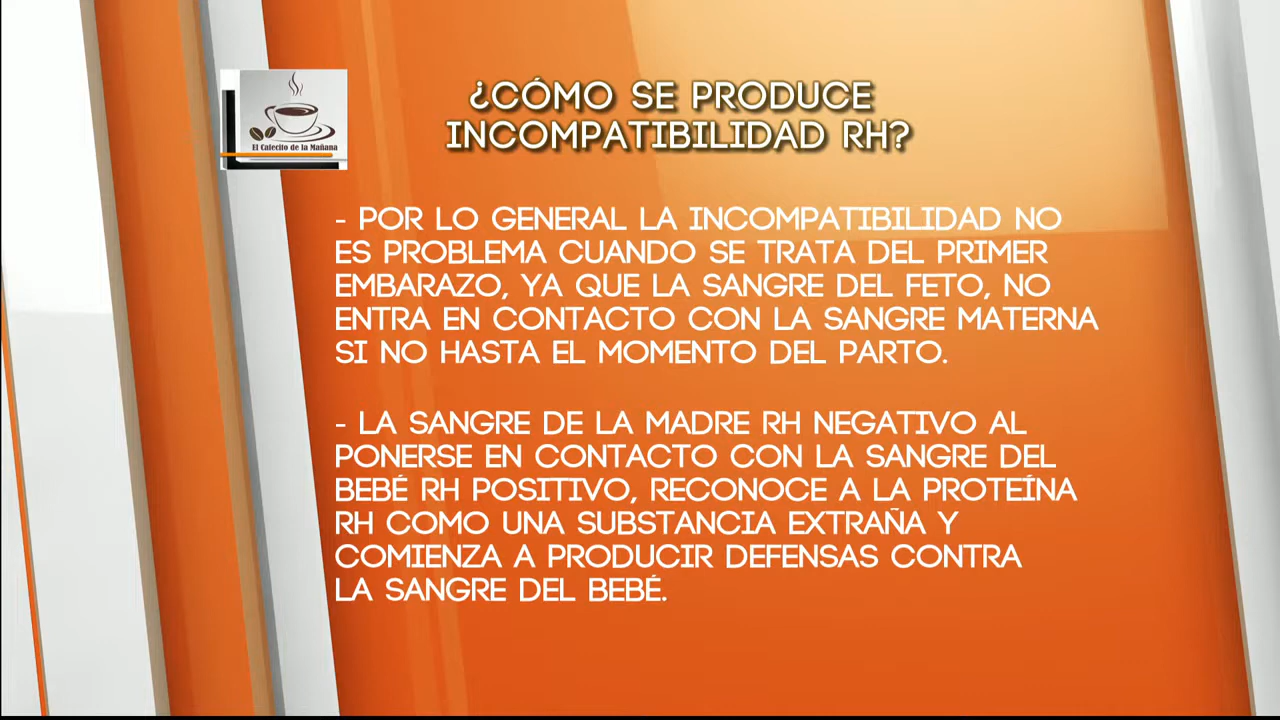 ¿CÓMO SE PRODUCE
INCOMPATIBILIDAD RH?
El Cafecito de la Mañana
- POR LO GENERAL LA INCOMPATIBILIDAD NO
ES PROBLEMA CUANDO SE TRATA DEL PRIMER
EMBARAZO, YA QUE LA SANGRE DEL FETO, NO
ENTRA EN CONTACTO CON LA SANGRE MATERNA
SI NO HASTA EL MOMENTO DEL PARTO.
- LA SANGRE DE LA MADRE RH NEGATIVO AL
PONERSE EN CONTACTO CON LA SANGRE DEL
BEBÉ RH POSITIVO, RECONOCE A LA PROTEÍNA
RH COMO UNA SUBSTANCIA EXTRAÑA Y
COMIENZA A PRODUCIR DEFENSAS CONTRA
LA SANGRE DEL BEBÉ.